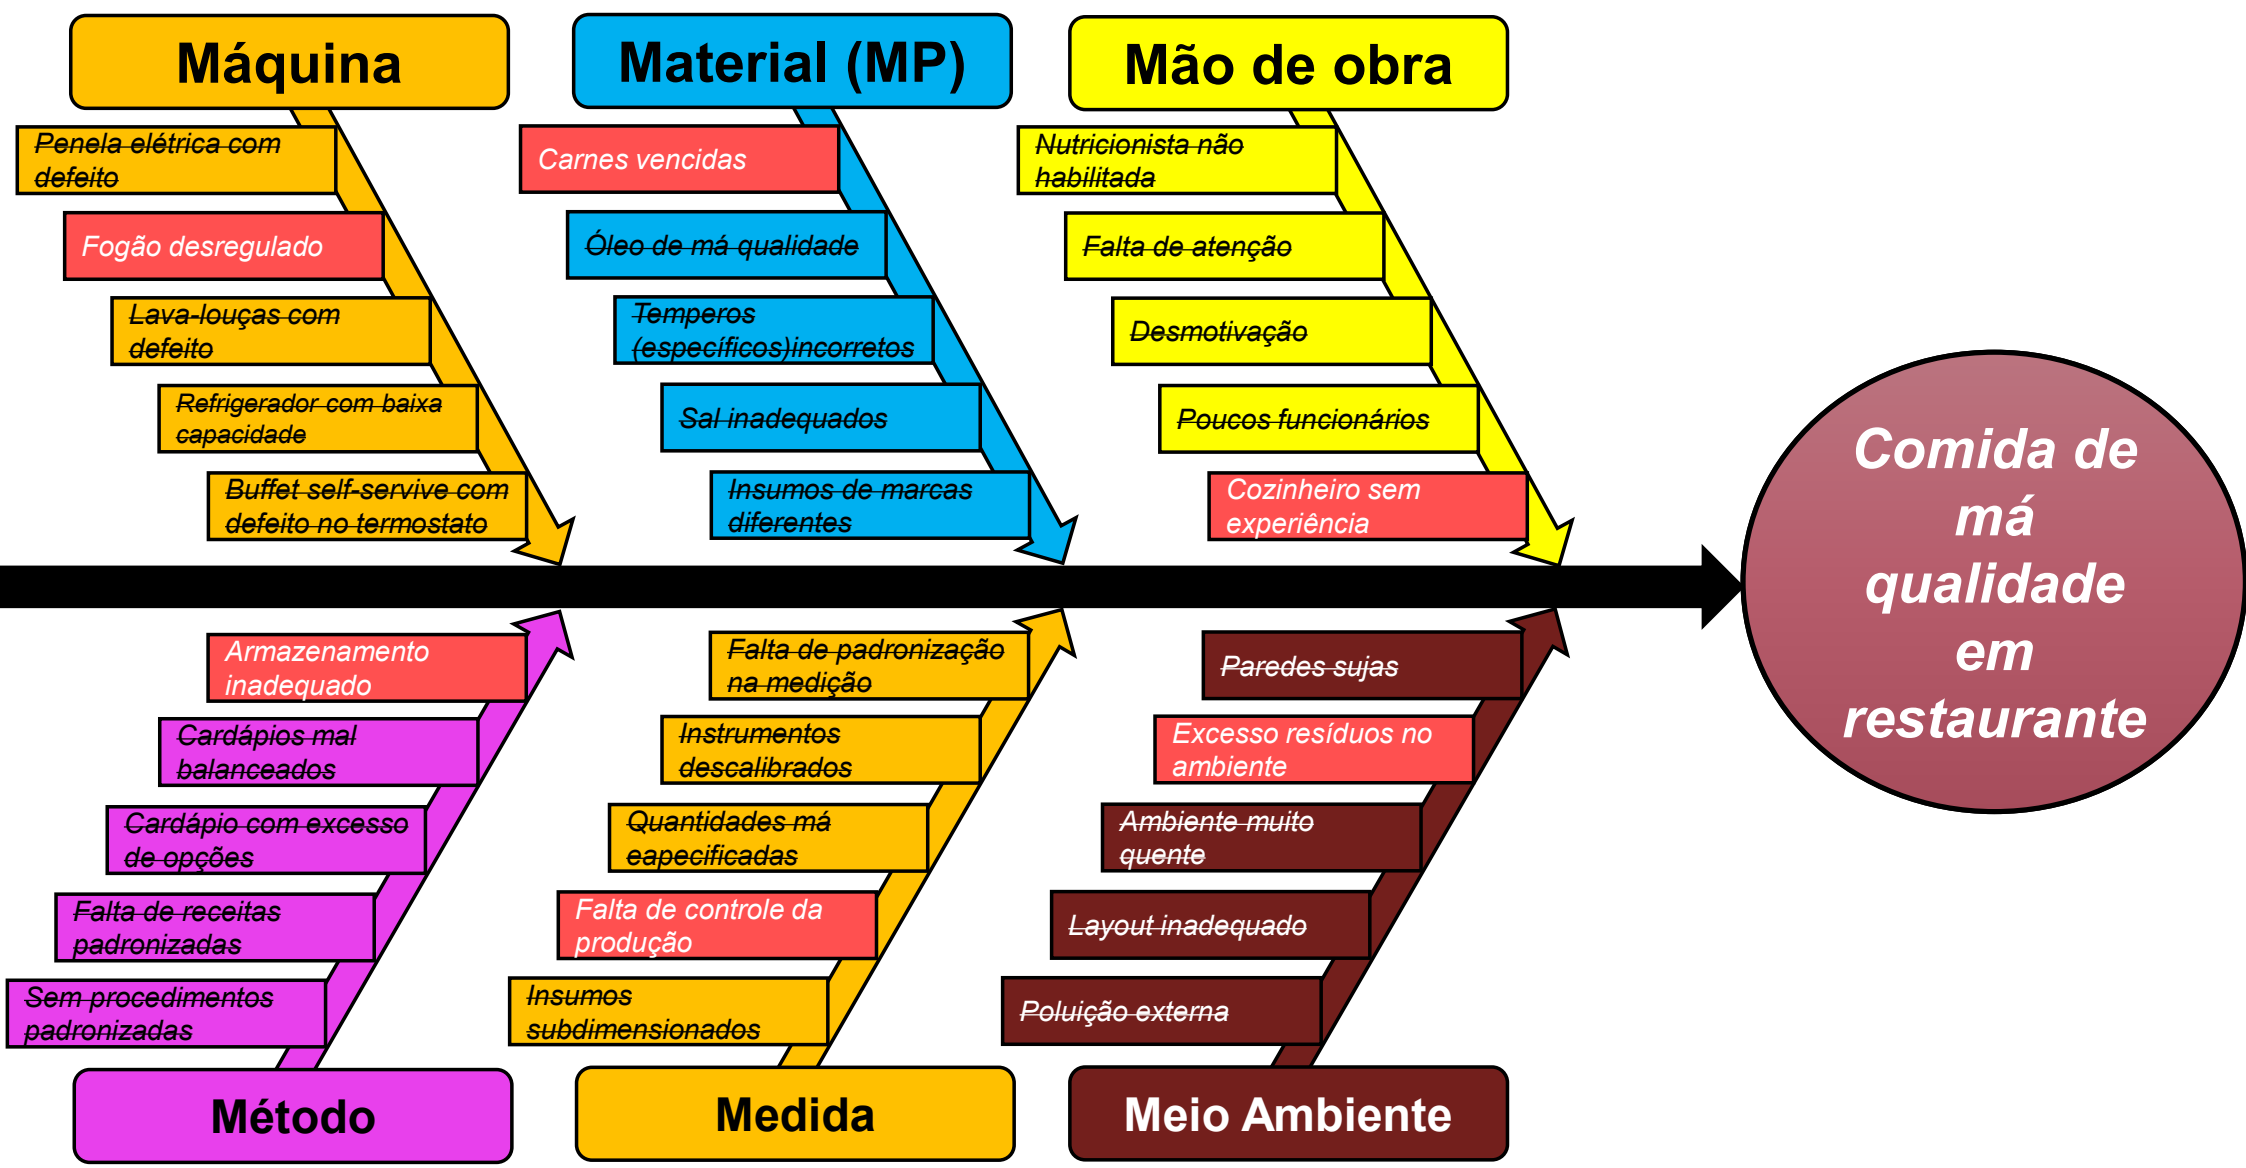 Máquina
Penela elétrica com
defeito
Fogão desregulado
Lava-louças com
defeito
Refrigerador com baixa
capacidade
Buffet self-servive com
defeito no termostato
Material (MP)
Carnes vencidas
Óleo de má qualidade
Temperos
(específicos)incorretos
Sal inadequados
Insumos de marcas
diferentes
Mão de obra
Nutricionista não
habilitada
Falta de atenção
Desmotivação
Poucos funcionários
Cozinheiro sem
experiência
Comida de
má
qualidade
em
restaurante
Armazenamento
inadequado
Cardápios mal
balanceados
Cardápio com excesso
de opções
Falta de receitas
padronizadas
Sem procedimentos
padronizadas
Método
Falta de padronização
na medição
Instrumentos
descalibrados
Quantidades má
eapecificadas
Falta de controle da
produção
Insumos
subdimensionados
Medida
Paredes sujas
Excesso resíduos no
ambiente
Ambiente muito
quente
Layout inadequado
Poluição externa
Meio Ambiente